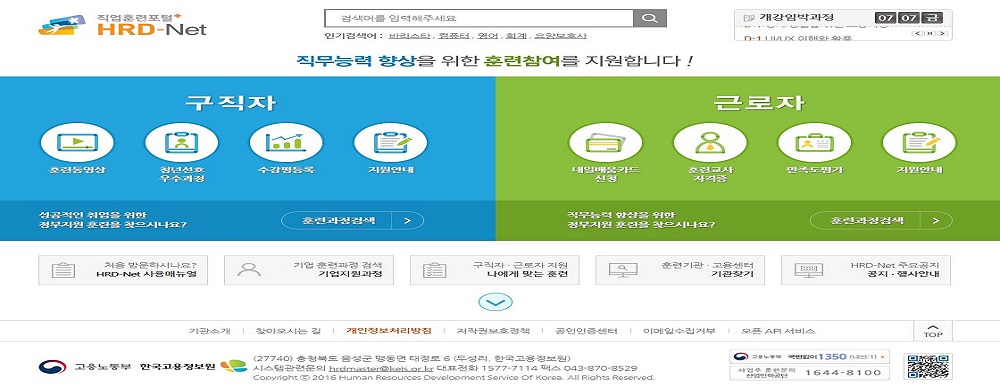 직업훈련포털+
HRD-Net
검색어를 입력해주세요
인기검색어 : 바리스타, 컴퓨터, 영어, 회계, 요양보호사
개강임박과정
07 07 금
D-1 UI/UX 이해와 활용
직무능력 향상을 위한 훈련참여를 지원합니다 !
구직자
훈련동영상
청년선호
우수과정
수강평등록
지원안내
성공적인 취업을 위한
정부지원 훈련을 찾으시나요?
훈련과정검색 >
근로자
내일배움카드
신청
훈련교사
자격증
만족도평가
지원안내
직무능력 향상을 위한
정부지원 훈련을 찾으시나요?
훈련과정검색 >
처음 방문하시나요?
HRD-Net 사용매뉴얼
기업 훈련과정 검색
기업지원과정
구직자 · 근로자 지원
나에게 맞는 훈련
훈련기관 · 고용센터
기관찾기
HRD-Net 주요공지
공지 · 행사안내
기관소개 | 찾아오시는 길 | 개인정보처리방침 | 저작권보호정책 | 공인인증센터 | 이메일수집거부 | 오픈 API 서비스
TOP
고용노동부 한국고용정보원
(27740) 충청북도 음성군 맹동면 태정로 6 (두성리, 한국고용정보원)
시스템관련문의 hrdmaster@keis.or.kr 대표전화 1577-7114 팩스 043-870-8529
Copyright © 2016 Human Resources Development Service Of Korea. All Rights Reserved.
고용노동부 국번없이 1350 (내선:1)
사업주 훈련문의
산업인력공단
1644-8000